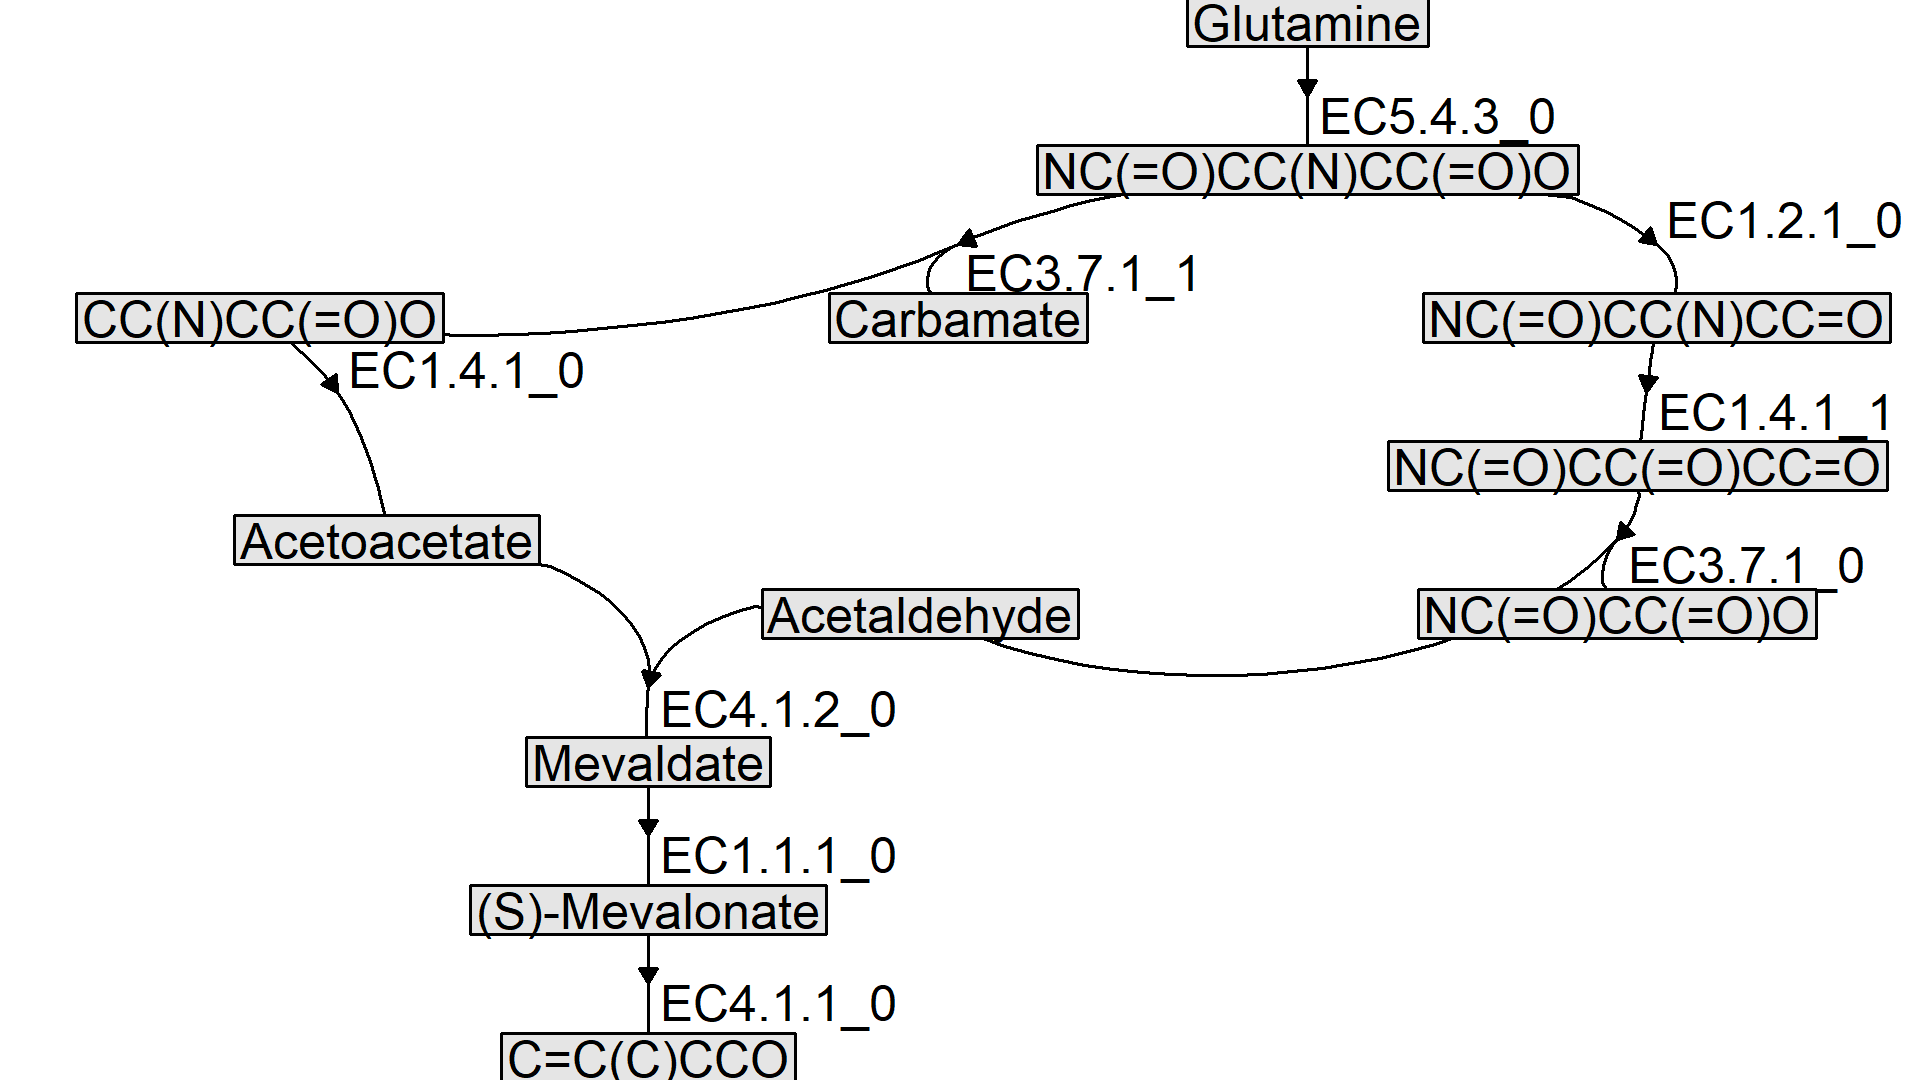 Glutamine
EC5.4.3_0
NC(=O)CC(N)CC(=O)O
EC1.2.1_0
EC3.7.1_1
CC(N)CC(=O)O
Carbamate
NC(=O)CC(N)CC=O
EC1.4.1_0
EC1.4.1_1
NC(=O)CC(=O)CC=O
Acetoacetate
EC3.7.1_0
Acetaldehyde
NC(=O)CC(=O)O
EC4.1.2_0
Mevaldate
EC1.1.1_0
(S)-Mevalonate
EC4.1.1_0
C=C(C)CCO